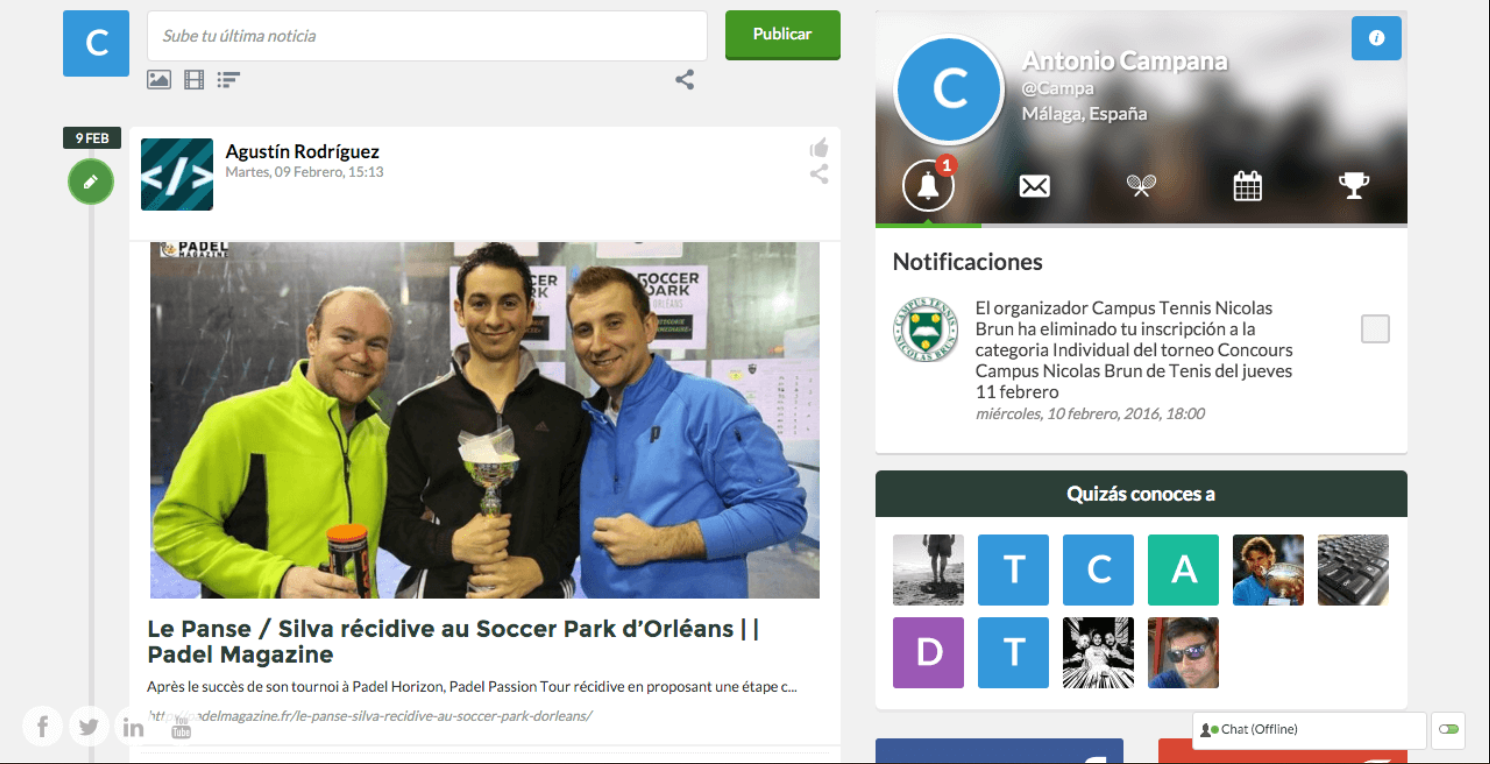 C
Sube tu última noticia
Publicar
9 FEB
</>
Agustín Rodríguez
Martes, 09 Febrero, 15:13
PADEL
MAGAZINE
CER
RK
SOCCER
PARK
ORLÉANS
Le Panse / Silva récidive au Soccer Park d’Orléans | |
Padel Magazine
Après le succès de son tournoi à Padel Horizon, Padel Passion Tour récidive en proposant une étape c...
http://padelmagazine.fr/le-panse-silva-recidive-au-soccer-park-dorleans/
f
in
You
Tube
C
i
Antonio Campana
@Campa
Málaga, España
1
Notificaciones
CAMPUS TENNIS
NICOLAS BRUN
El organizador Campus Tennis Nicolas
Brun ha eliminado tu inscripción a la
categoria Individual del torneo Concours
Campus Nicolas Brun de Tenis del jueves
11 febrero
miércoles, 10 febrero, 2016, 18:00
Quizás conoces a
T C A
D T
Chat (Offline)